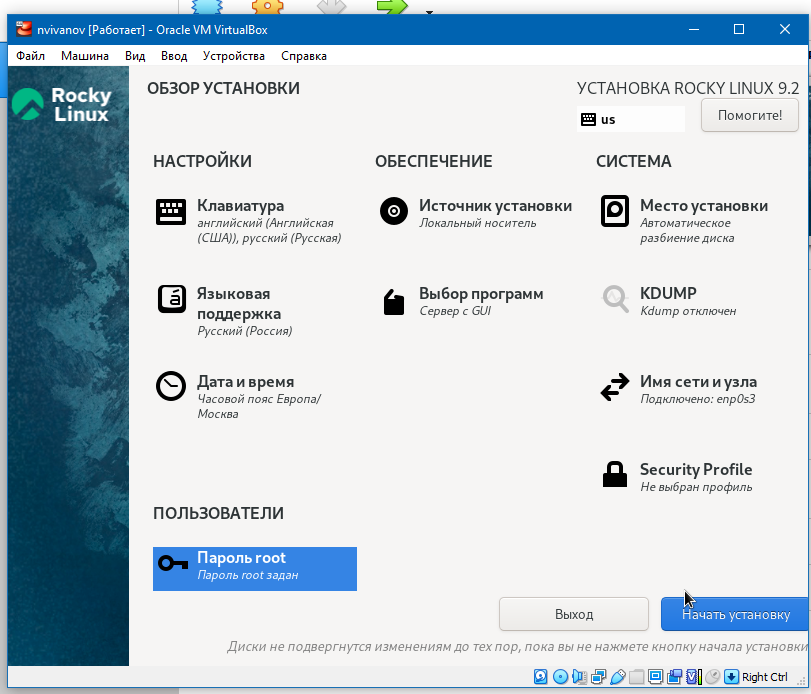 nvivanov [Работает] - Oracle VM VirtualBox
Файл Машина Вид Ввод Устройства Справка
Rocky
Linux
ОБЗОР УСТАНОВКИ
УСТАНОВКА ROCKY LINUX 9.2
us
Помогите!
НАСТРОЙКИ
ОБЕСПЕЧЕНИЕ
СИСТЕМА
Клавиатура
английский (Английская
(США)), русский (Русская)
Источник установки
Локальный носитель
Место установки
Автоматическое
разбиение диска
Языковая
поддержка
Русский (Россия)
Выбор программ
Сервер с GUI
KDUMP
Kdump отключен
Дата и время
Часовой пояс Европа/
Москва
Имя сети и узла
Подключено: enp0s3
Security Profile
Не выбран профиль
ПОЛЬЗОВАТЕЛИ
Пароль root
Пароль root задан
Выход
Начать установку
Диски не подвергнутся изменениям до тех пор, пока вы не нажмете кнопку начала установки
Right Ctrl